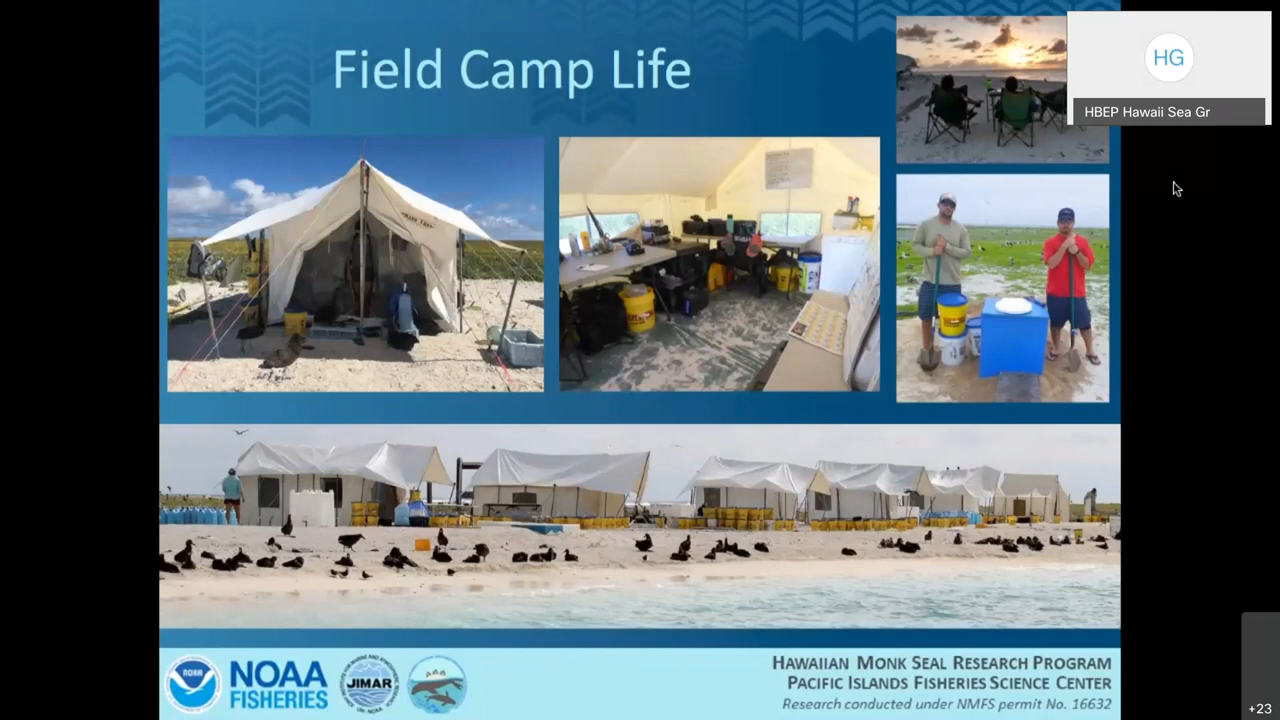 Field Camp Life
HG
HBEP Hawaii Sea Gr
NOAA
NOAA
FISHERIES
JIMAR
HAWAIIAN MONK SEAL RESEARCH PROGRAM
PACIFIC ISLANDS FISHERIES SCIENCE CENTER
Research conducted under NMFS permit No. 16632
+23